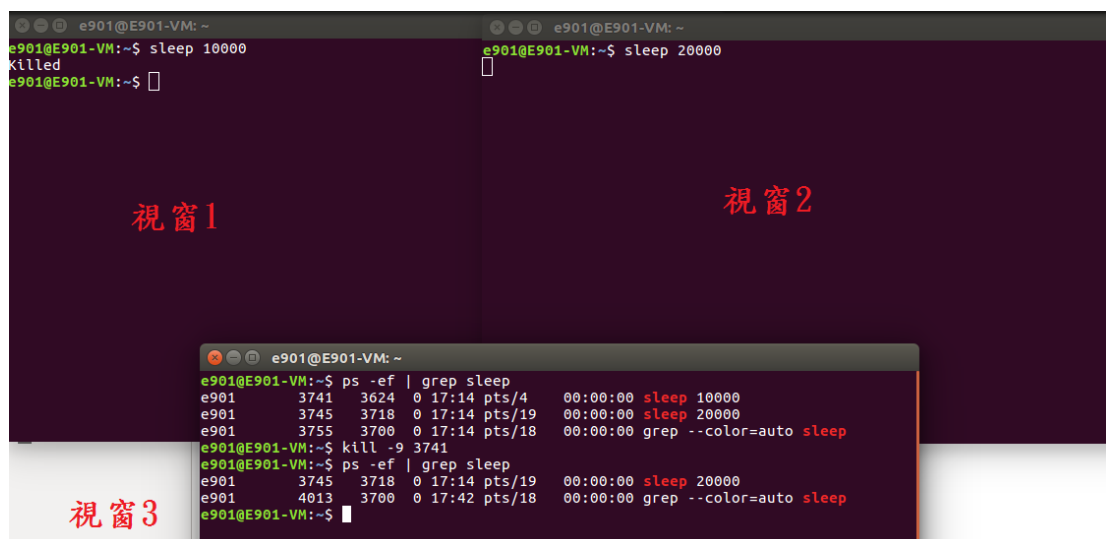 e901@E901-VM: ~
e901@E901-VM:~$ sleep 10000
Killed
e901@E901-VM:~$
視窗1
e901@E901-VM: ~
e901@E901-VM:~$ sleep 20000
視窗2
e901@E901-VM: ~
e901@E901-VM:~$ ps -ef | grep sleep
e901 3741 3624 0 17:14 pts/4 00:00:00 sleep 10000
e901 3745 3718 0 17:14 pts/19 00:00:00 sleep 20000
e901 3755 3700 0 17:14 pts/18 00:00:00 grep --color=auto sleep
e901@E901-VM:~$ kill -9 3741
e901@E901-VM:~$ ps -ef | grep sleep
e901 3745 3718 0 17:14 pts/19 00:00:00 sleep 20000
e901 4013 3700 0 17:42 pts/18 00:00:00 grep --color=auto sleep
e901@E901-VM:~$
視窗3